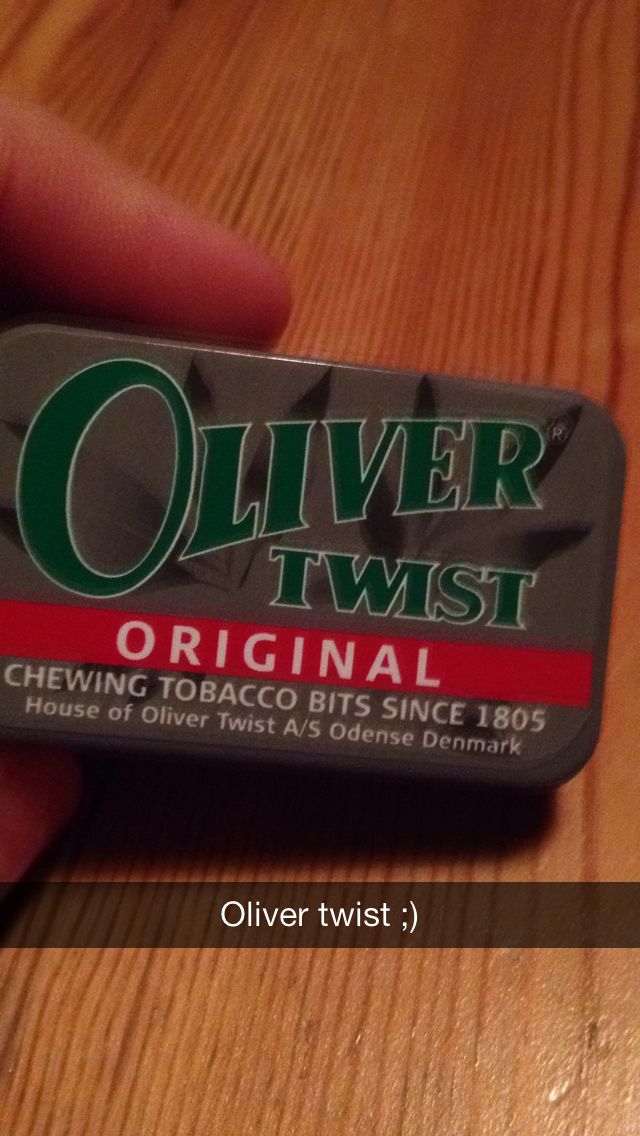 OLIVER®
TWIST
ORIGINAL
CHEWING TOBACCO BITS SINCE 1805
House of Oliver Twist A/S Odense Denmark
Oliver twist ;)